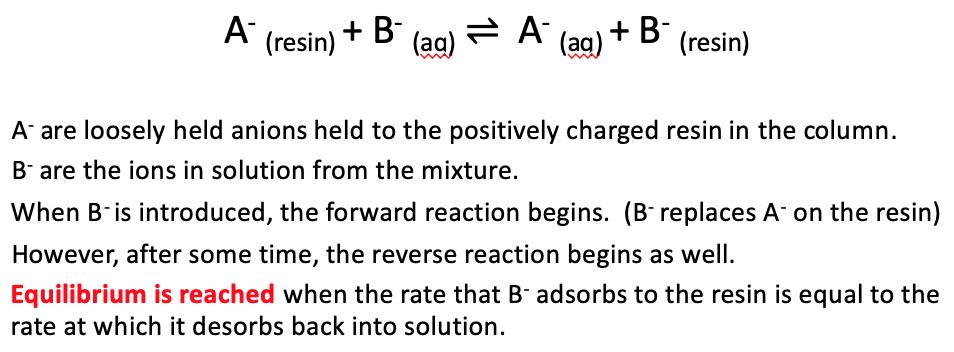 A⁻ (resin) + B⁻ (aq) ⇌ A⁻ (aq) + B⁻ (resin)
A⁻ are loosely held anions held to the positively charged resin in the column.
B⁻ are the ions in solution from the mixture.
When B⁻ is introduced, the forward reaction begins. (B⁻ replaces A⁻ on the resin)
However, after some time, the reverse reaction begins as well.
Equilibrium is reached when the rate that B⁻ adsorbs to the resin is equal to the
rate at which it desorbs back into solution.